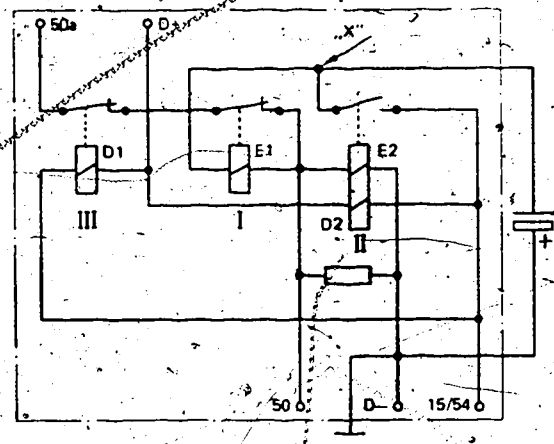 50a D+
„X"
D1 E1 E2
III I D2
II
+
50 D– 15/54